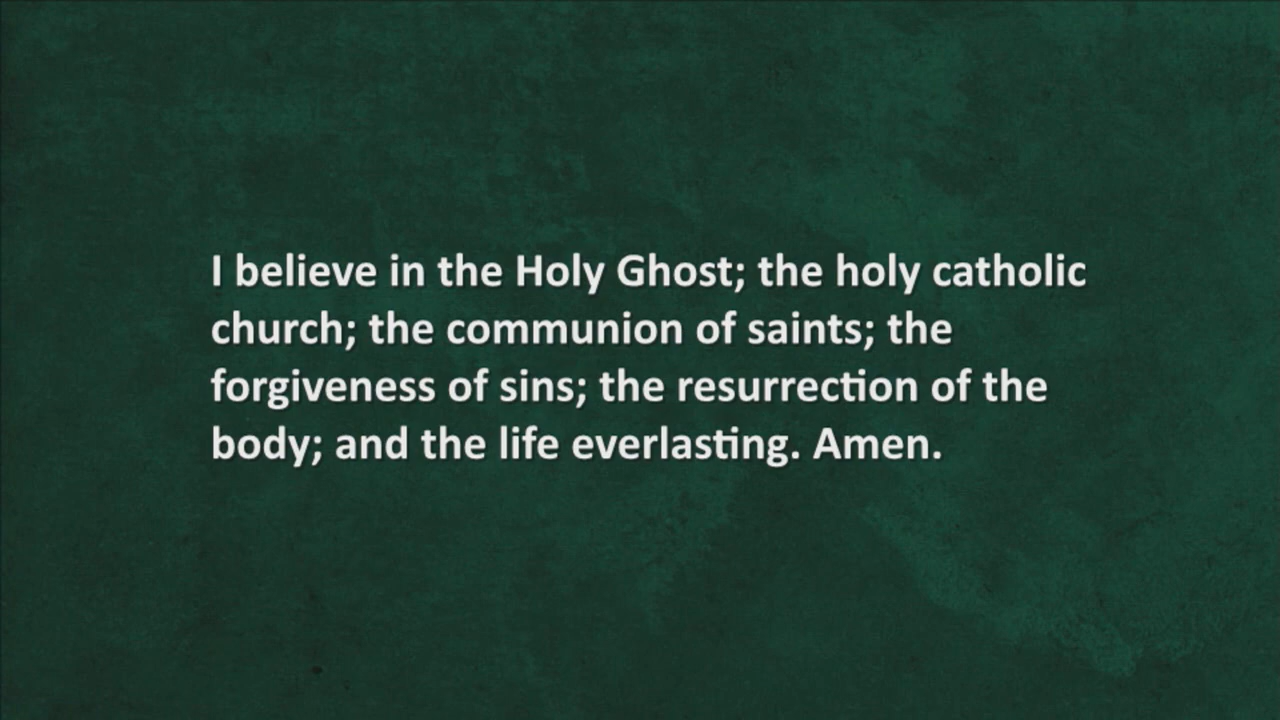 I believe in the Holy Ghost; the holy catholic
church; the communion of saints; the
forgiveness of sins; the resurrection of the
body; and the life everlasting. Amen.